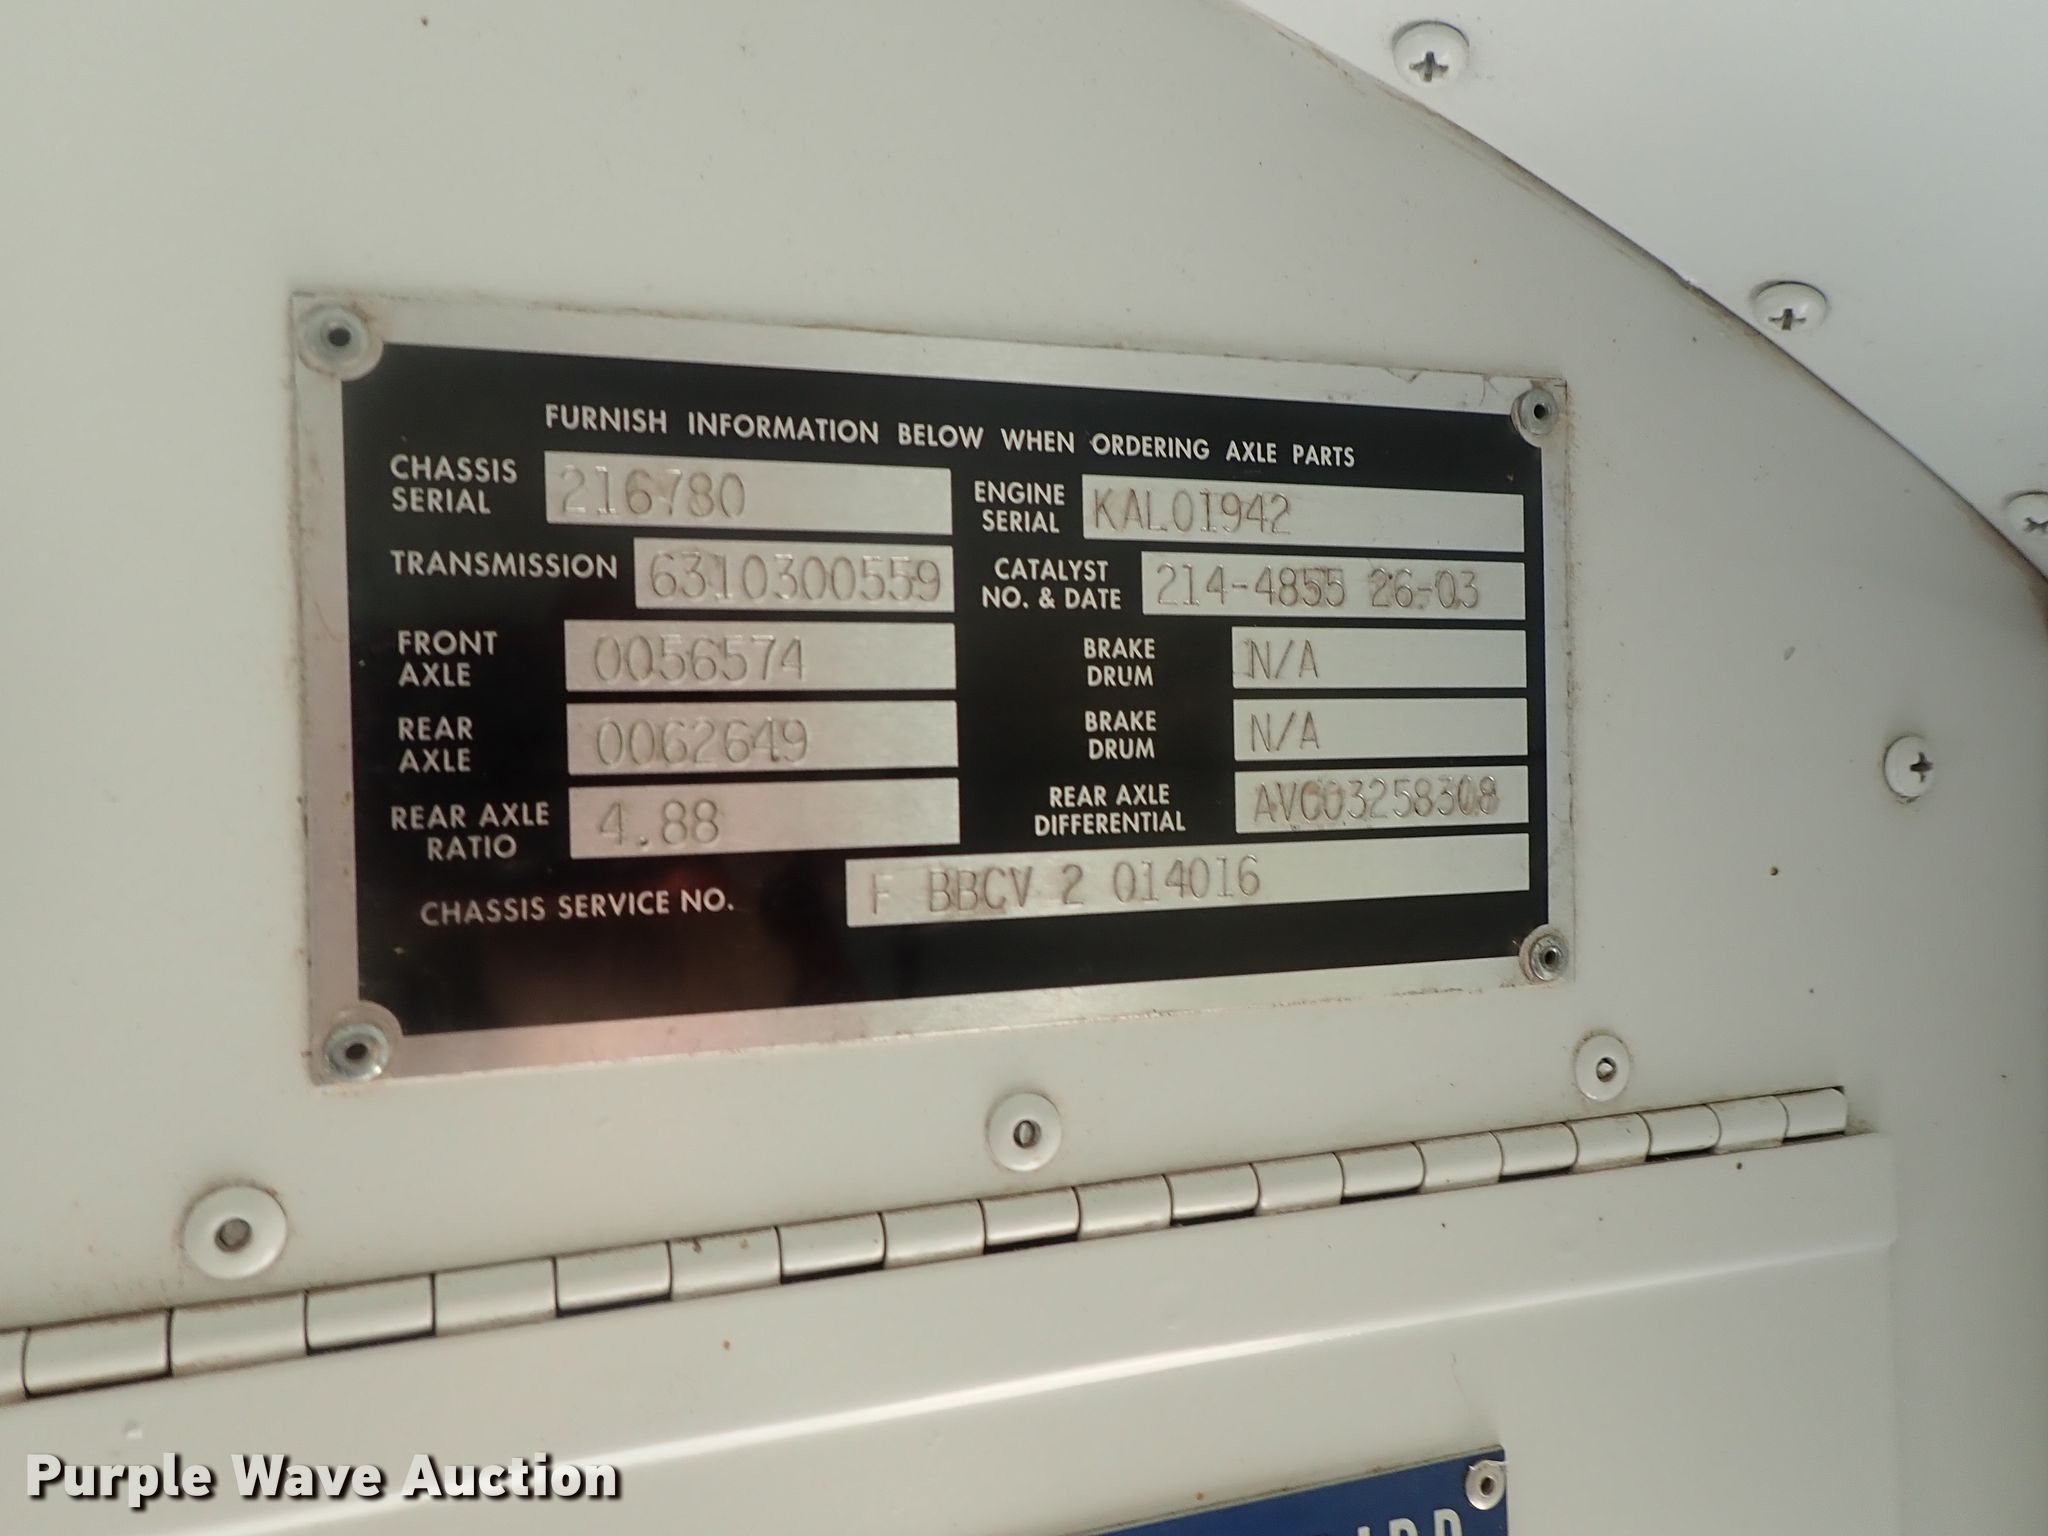 FURNISH INFORMATION BELOW WHEN ORDERING AXLE PARTS
CHASSIS SERIAL 216780
ENGINE SERIAL KAL01942
TRANSMISSION 6310300559
CATALYST NO. & DATE 214-4855 26-03
FRONT AXLE 0056574
BRAKE DRUM N/A
REAR AXLE 0062649
BRAKE DRUM N/A
REAR AXLE RATIO 4.88
REAR AXLE DIFFERENTIAL AVC03258308
CHASSIS SERVICE NO. F BBCV 2 014016
Purple Wave Auction